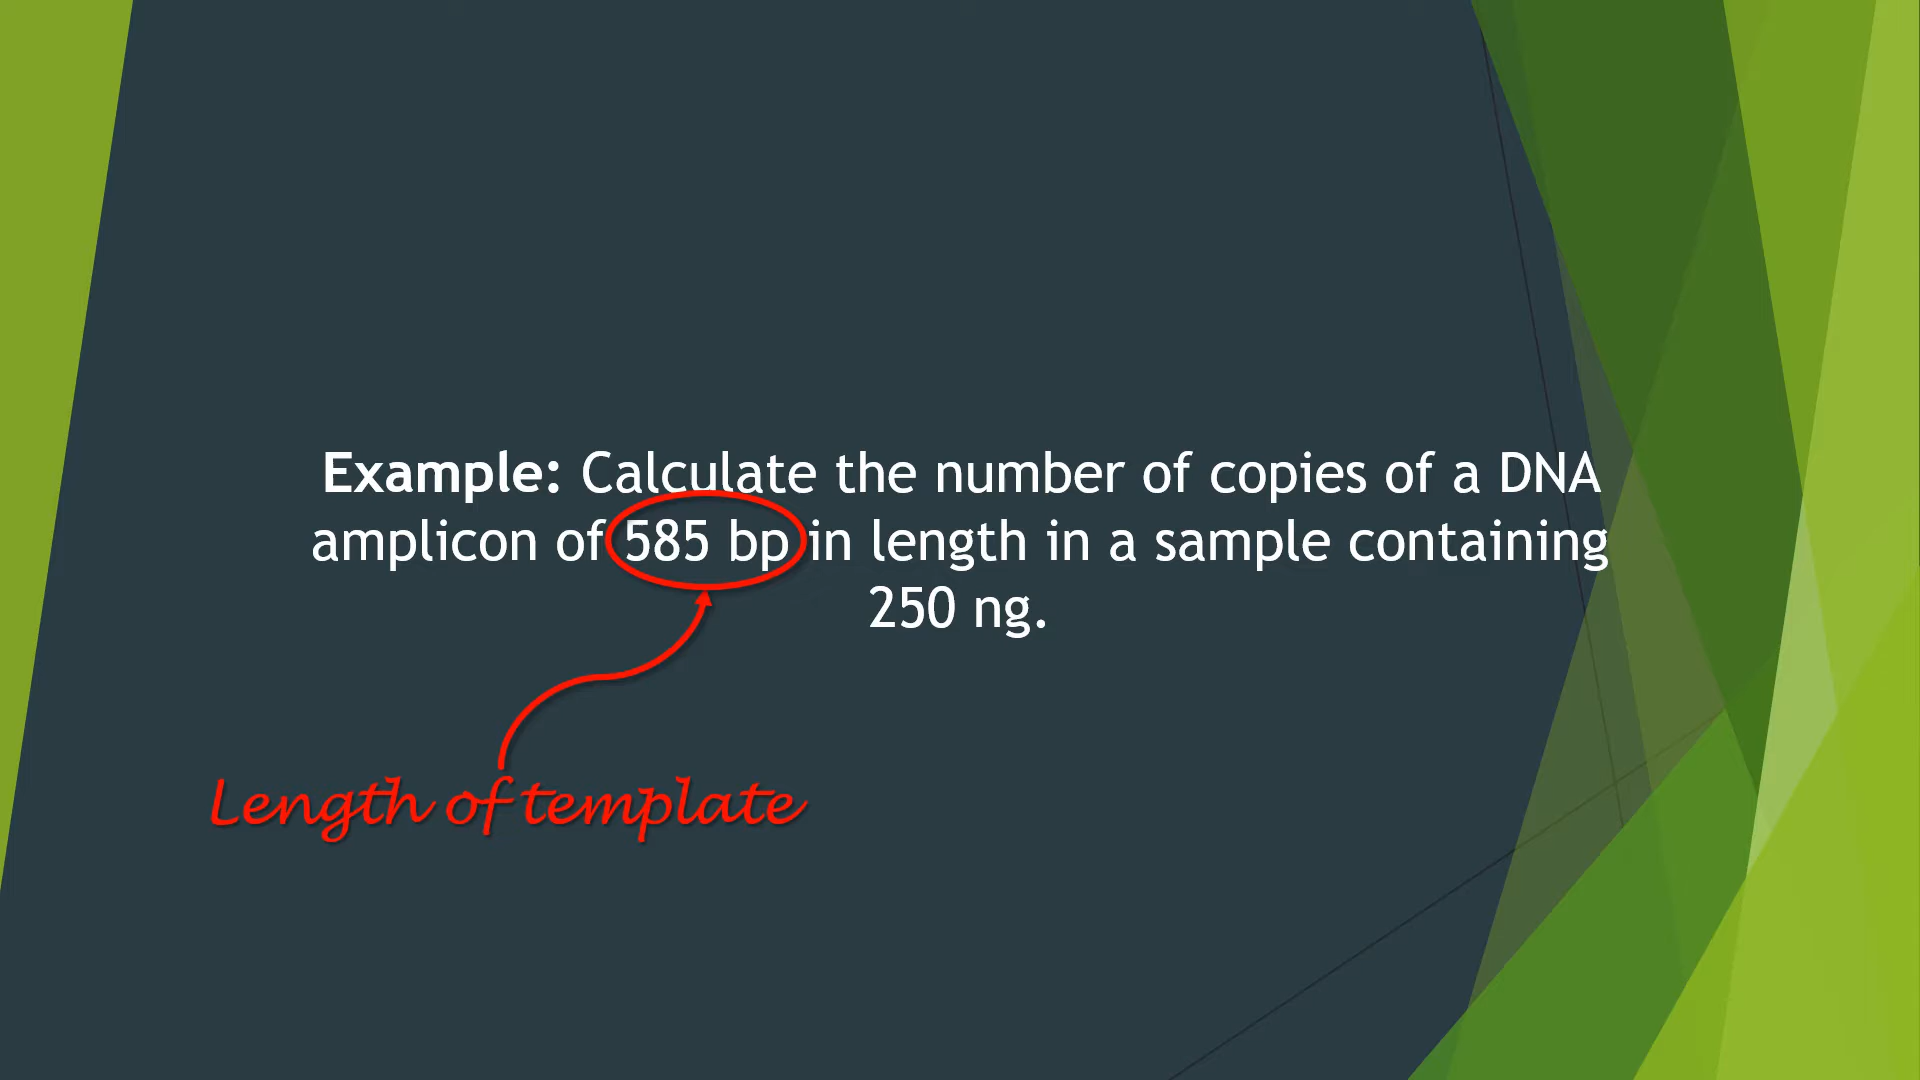 Example: Calculate the number of copies of a DNA
amplicon of 585 bp in length in a sample containing
250 ng.
Length of template